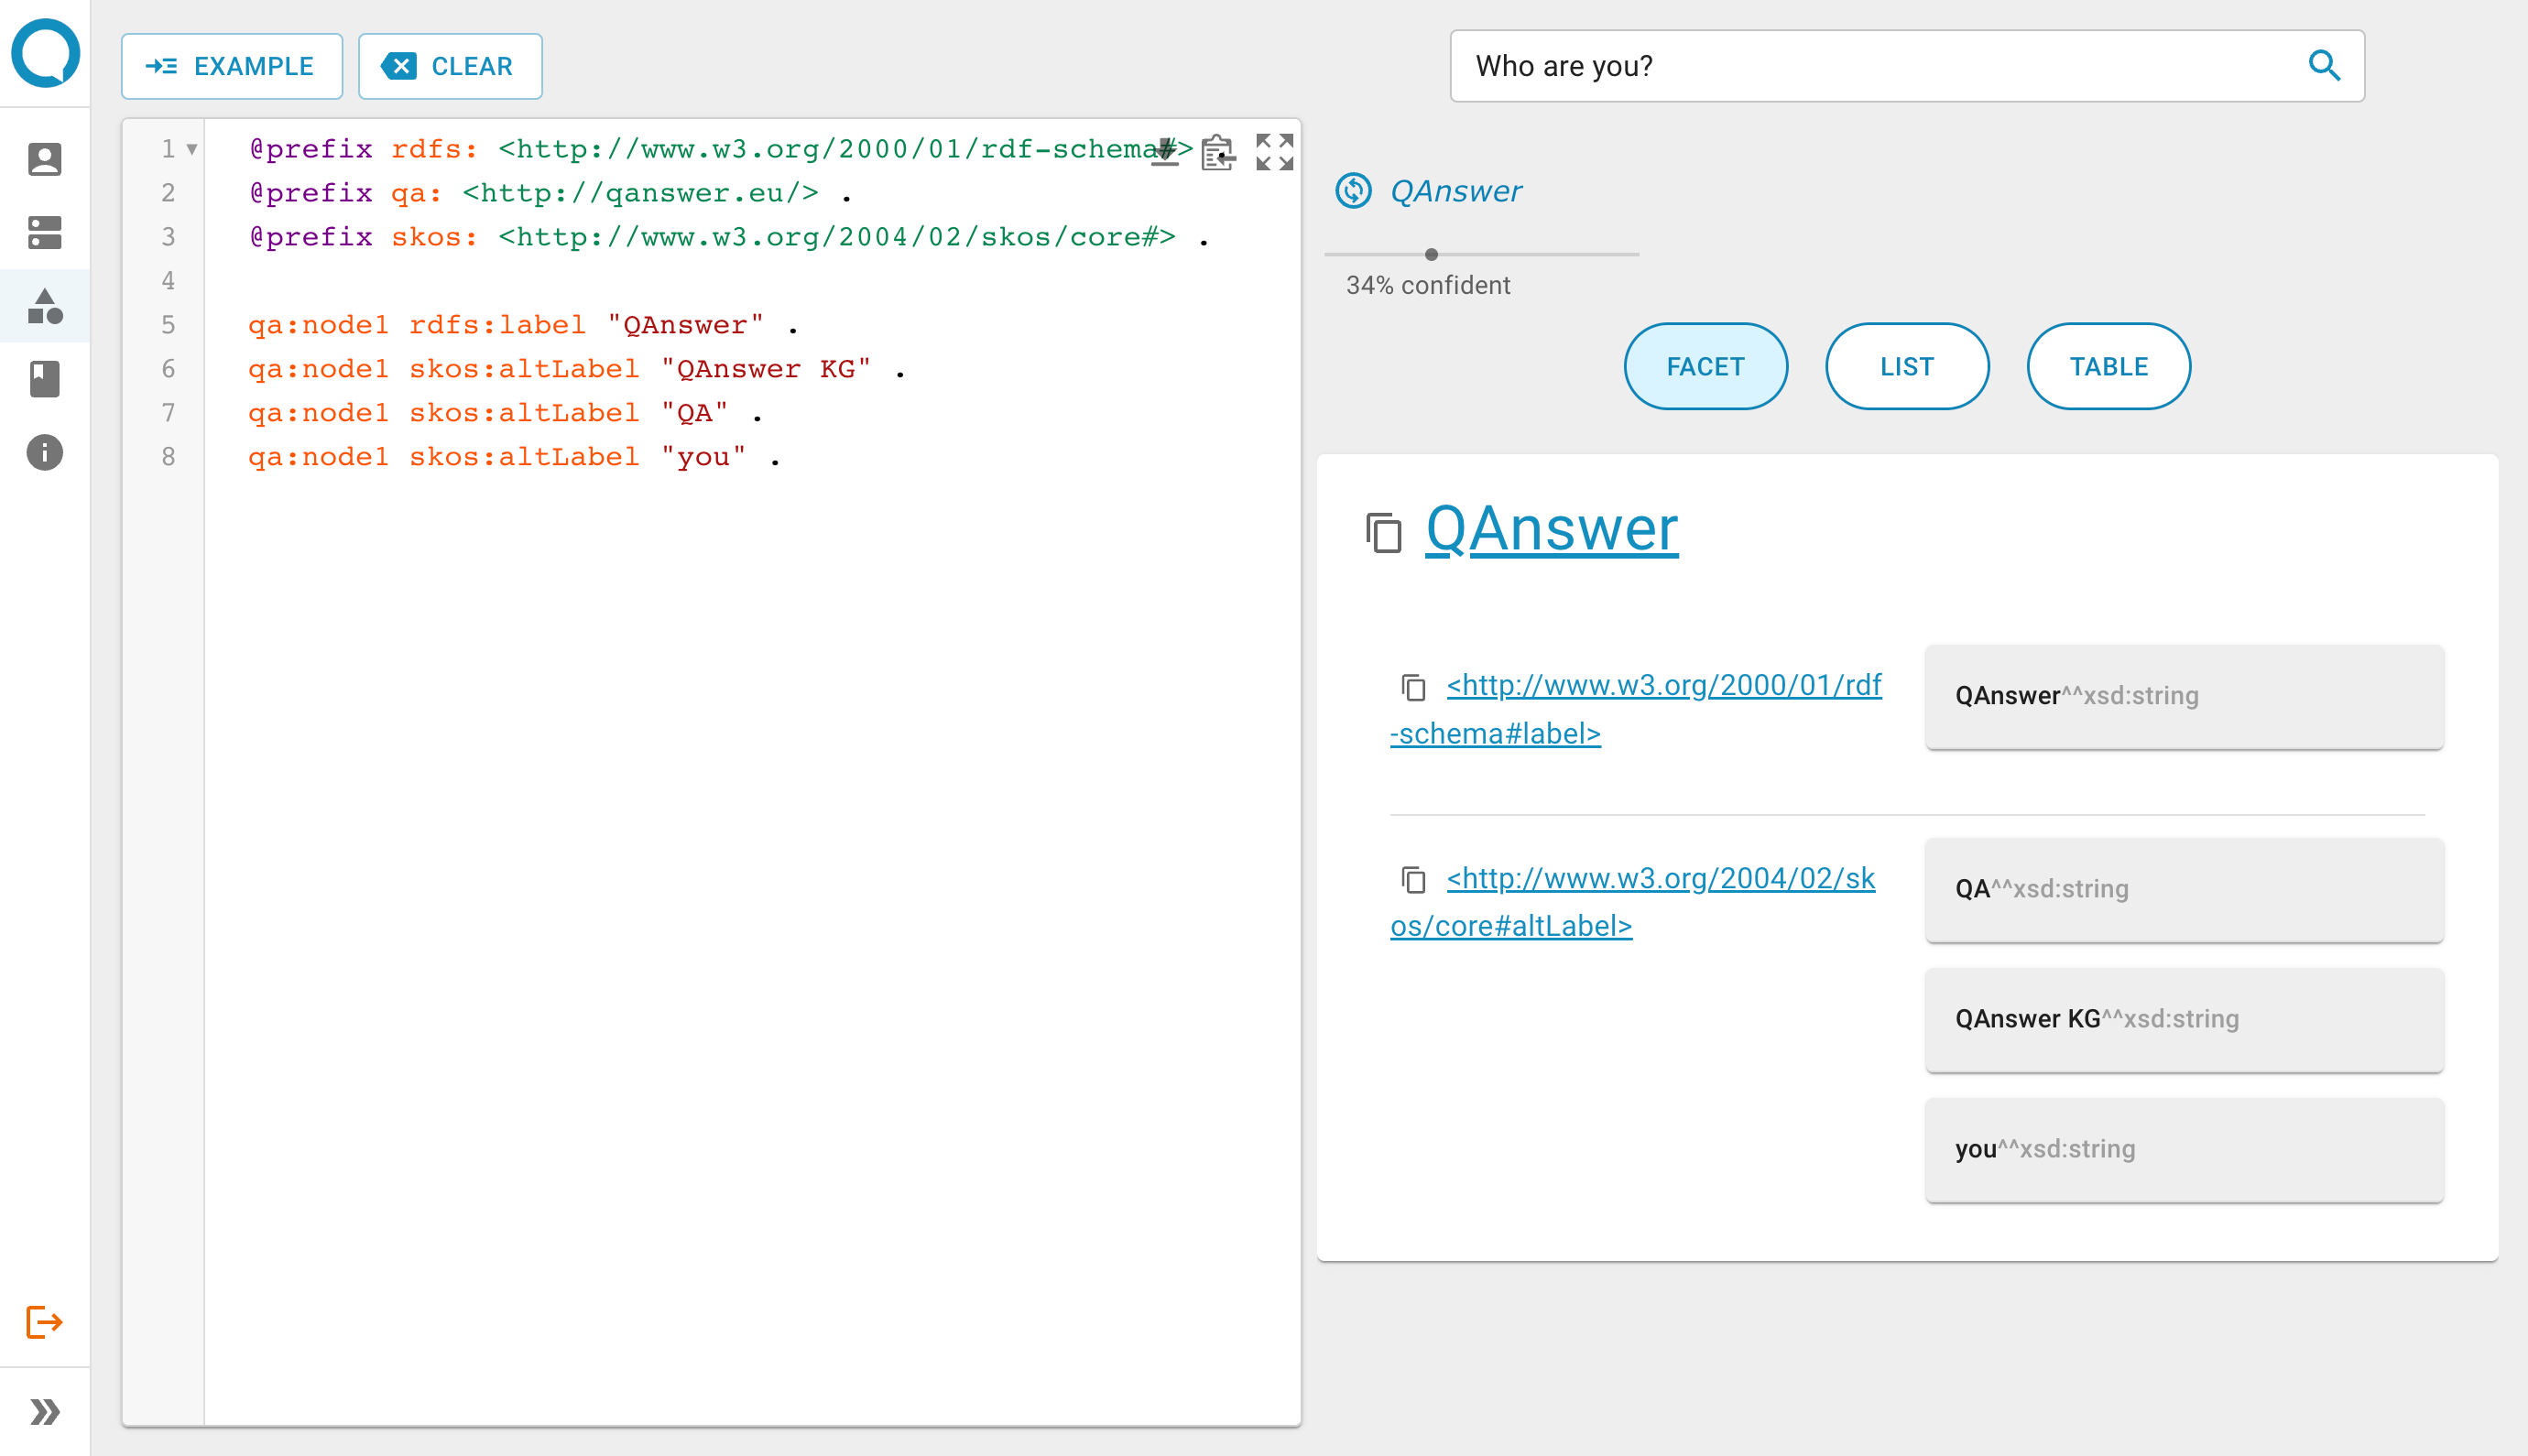 EXAMPLE
CLEAR
Who are you?
1 @prefix rdfs: <http://www.w3.org/2000/01/rdf-schema#> .
2 @prefix qa: <http://qanswer.eu/> .
3 @prefix skos: <http://www.w3.org/2004/02/skos/core#> .
4
5 qa:node1 rdfs:label "QAnswer" .
6 qa:node1 skos:altLabel "QAnswer KG" .
7 qa:node1 skos:altLabel "QA" .
8 qa:node1 skos:altLabel "you" .
QAnswer
34% confident
FACET
LIST
TABLE
QAnswer
<http://www.w3.org/2000/01/rdf
-schema#label>
QAnswer^^xsd:string
<http://www.w3.org/2004/02/sk
os/core#altLabel>
QA^^xsd:string
QAnswer KG^^xsd:string
you^^xsd:string